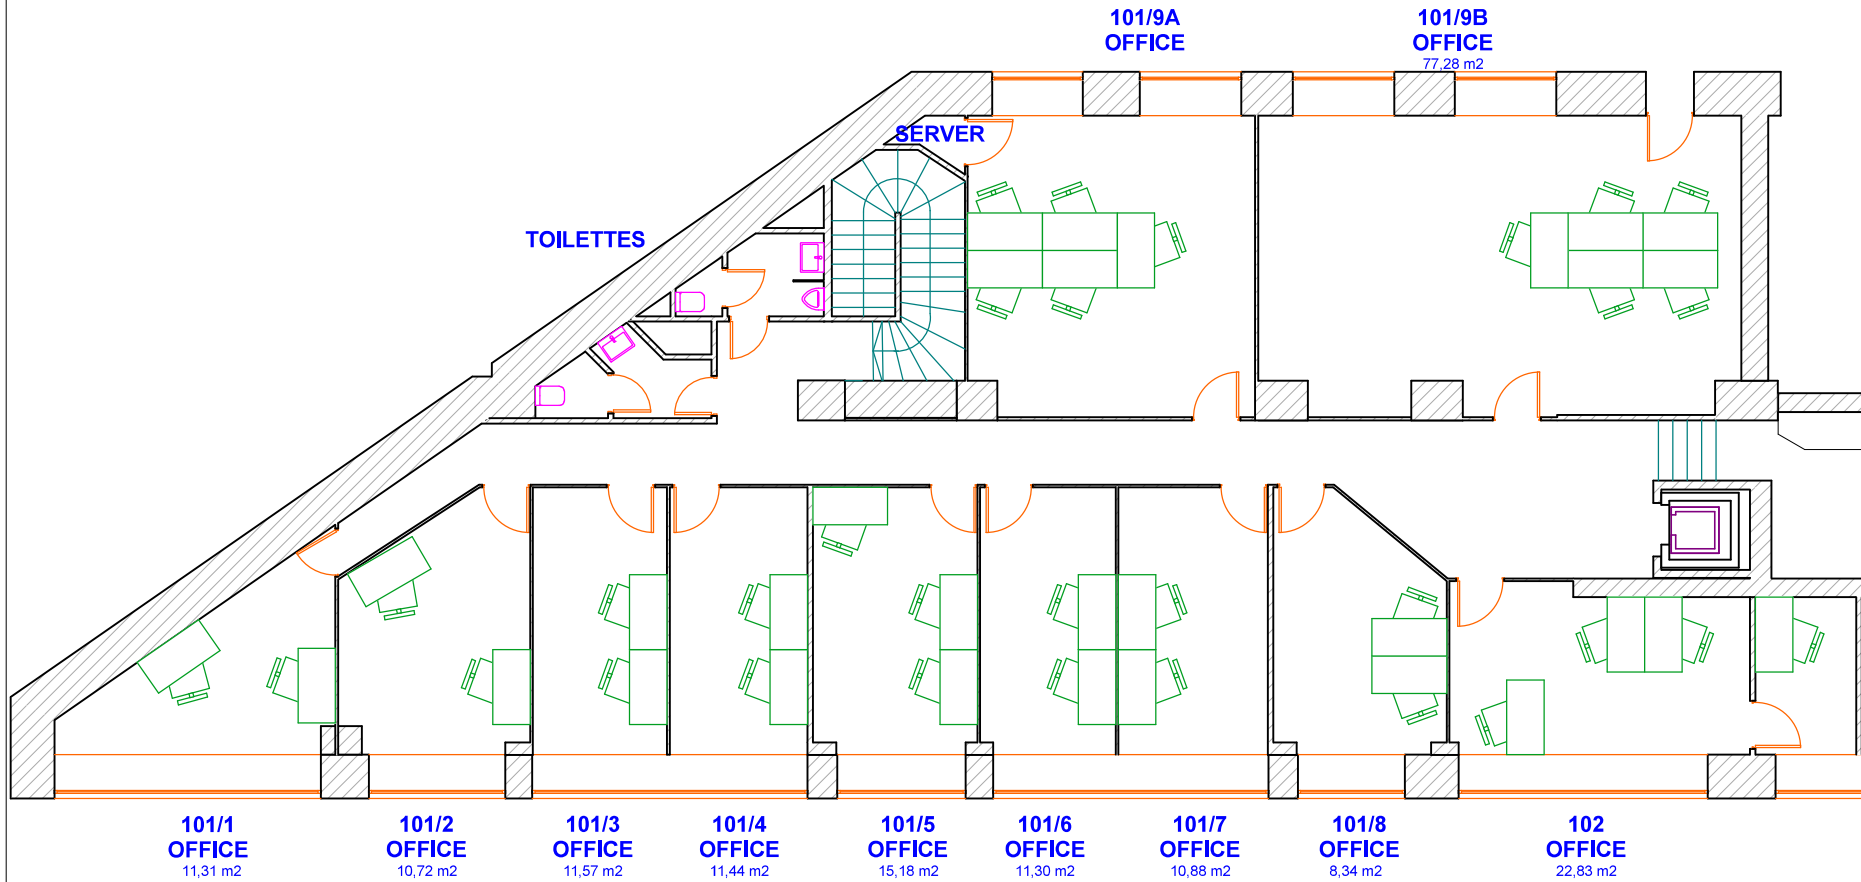 101/9A
OFFICE
101/9B
OFFICE
77,28 m2
SERVER
TOILETTES
101/1
OFFICE
11,31 m2
101/2
OFFICE
10,72 m2
101/3
OFFICE
11,57 m2
101/4
OFFICE
11,44 m2
101/5
OFFICE
15,18 m2
101/6
OFFICE
11,30 m2
101/7
OFFICE
10,88 m2
101/8
OFFICE
8,34 m2
102
OFFICE
22,83 m2